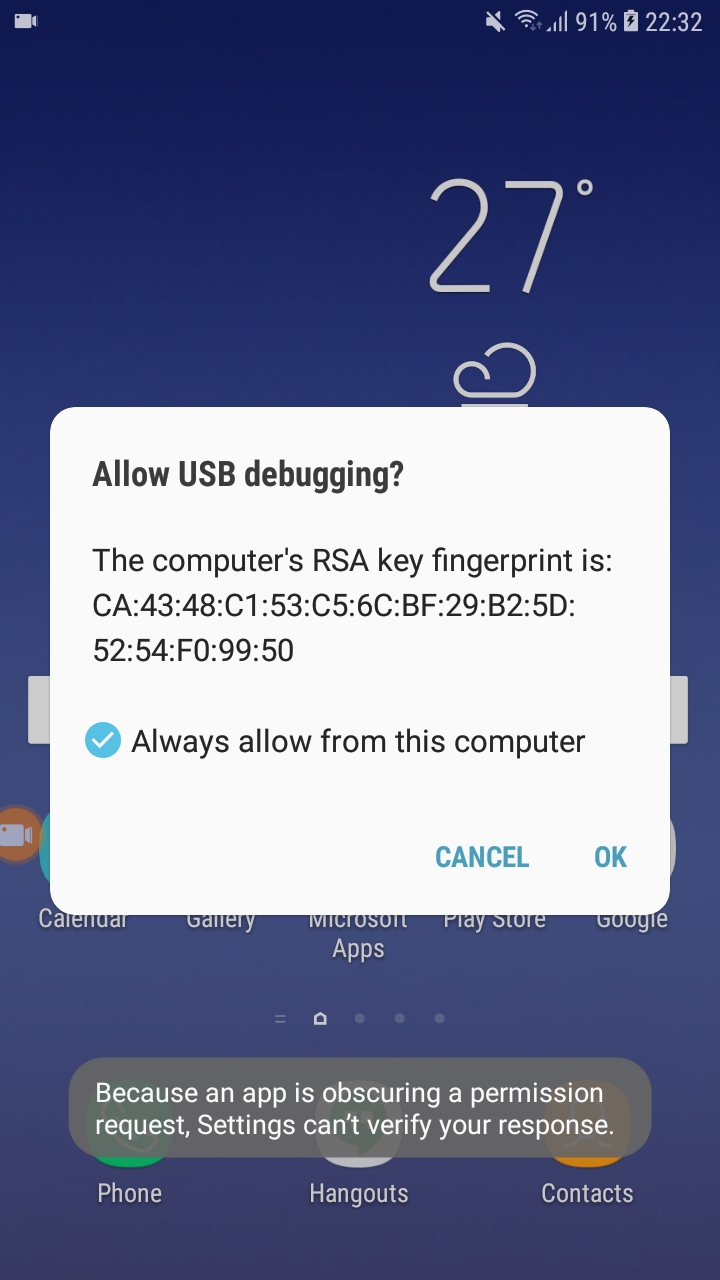 91% 22:32
27°
Allow USB debugging?
The computer's RSA key fingerprint is:
CA:43:48:C1:53:C5:6C:BF:29:B2:5D:
52:54:F0:99:50
Always allow from this computer
CANCEL OK
Calendar Gallery Microsoft Play Store Google
Apps
Because an app is obscuring a permission
request, Settings can’t verify your response.
Phone Hangouts Contacts